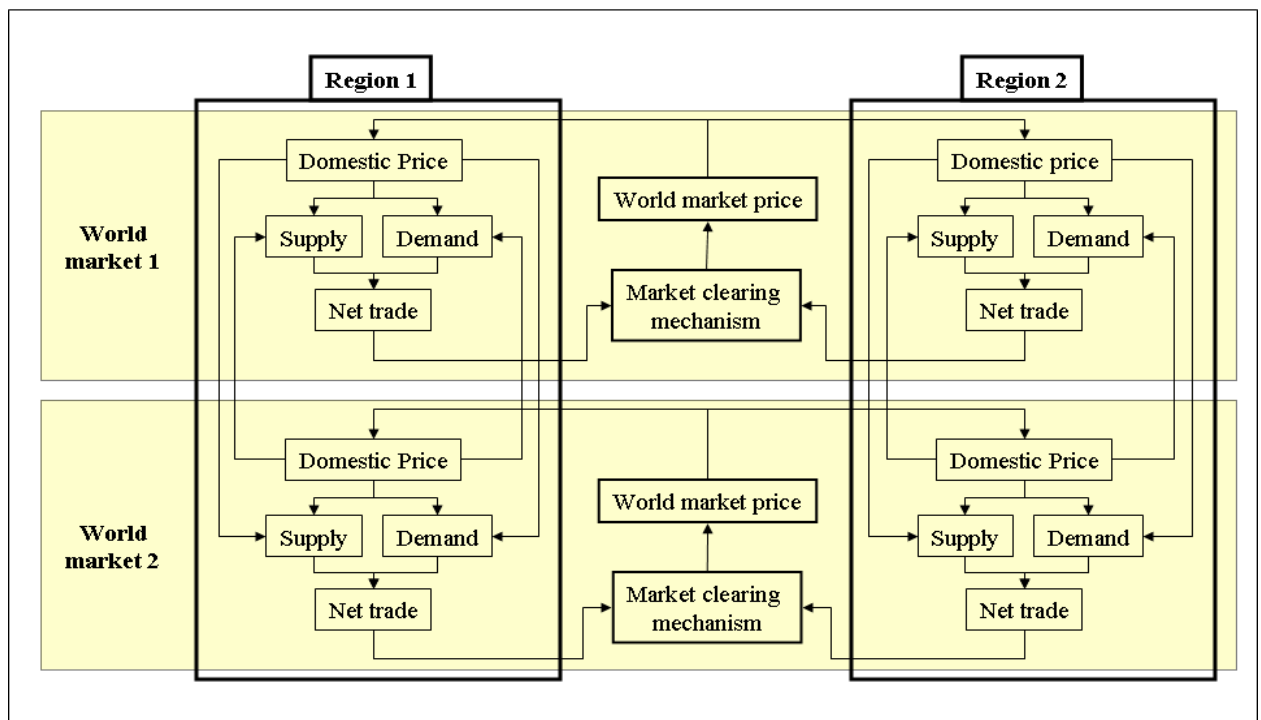 Region 1
Region 2
World
market 1
Domestic Price
Supply
Demand
Net trade
World market price
Market clearing
mechanism
Domestic price
Supply
Demand
Net trade
World
market 2
Domestic Price
Supply
Demand
Net trade
World market price
Market clearing
mechanism
Domestic Price
Supply
Demand
Net trade